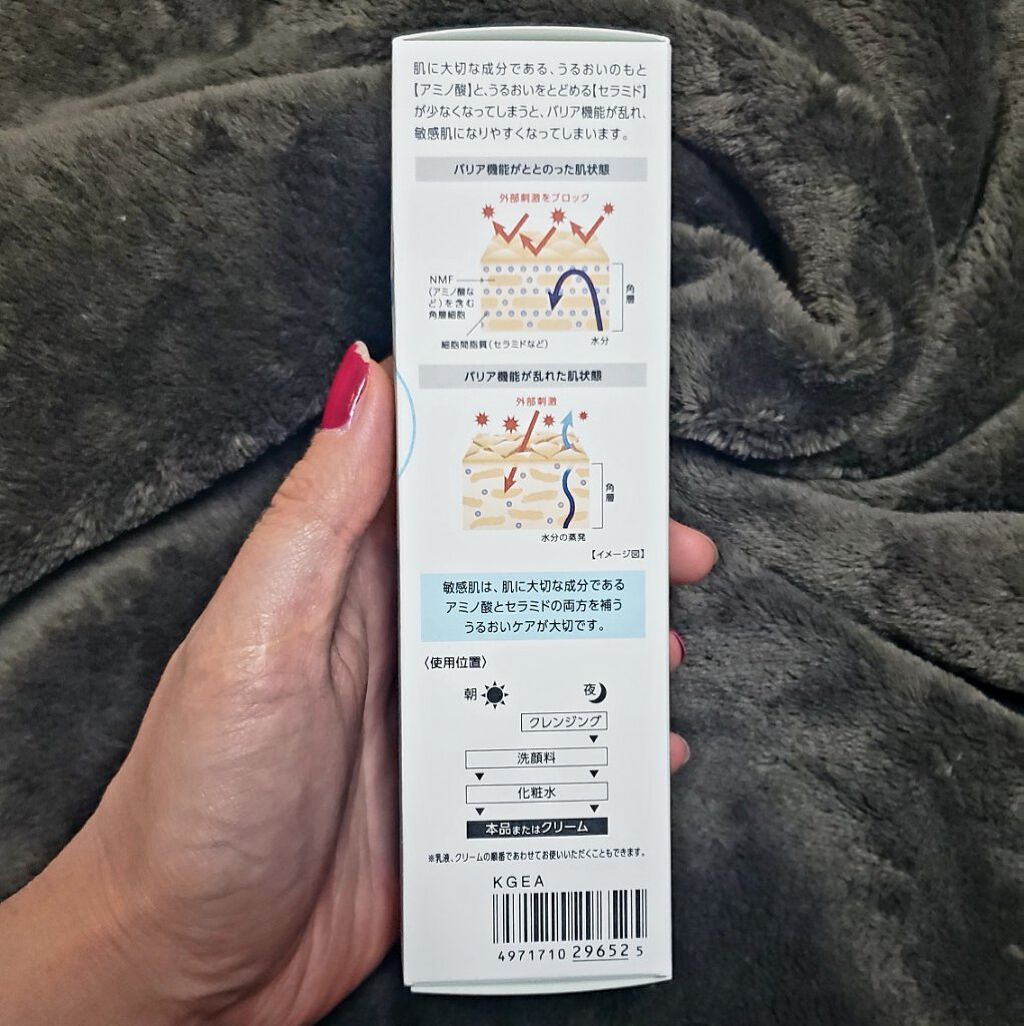 肌に大切な成分である、うるおいのもと
【アミノ酸】と、うるおいをとどめる【セラミド】
が少なくなってしまうと、バリア機能が乱れ、
敏感肌になりやすくなってしまいます。
バリア機能がととのった肌状態
外部刺激をブロック
NMF
(アミノ酸な
ど)を含む
角層細胞
角層
細胞間脂質(セラミドなど)
水分
バリア機能が乱れた肌状態
外部刺激
角層
水分の蒸発
【イメージ図】
敏感肌は、肌に大切な成分である
アミノ酸とセラミドの両方を補う
うるおいケアが大切です。
〈使用位置〉
朝 夜
クレンジング
洗顔料
化粧水
本品またはクリーム
※乳液、クリームの順番であわせてお使いいただくこともできます。
KGEA
4971710 29652 5